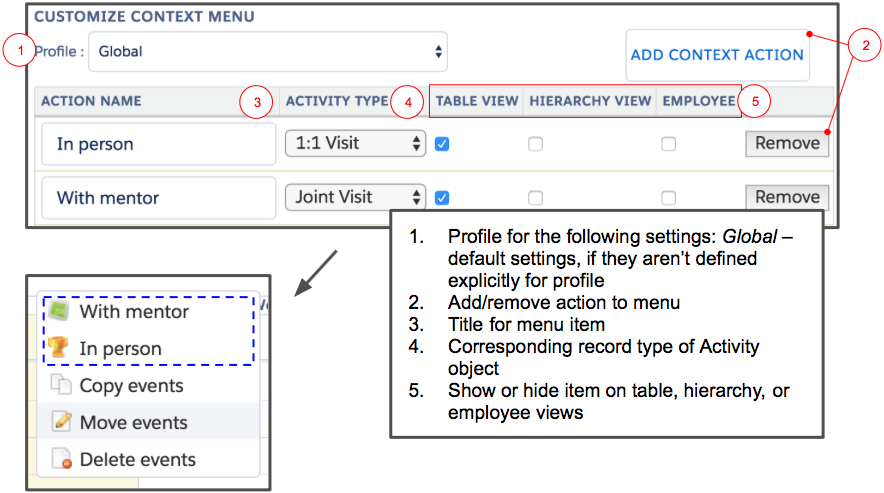 CUSTOMIZE CONTEXT MENU
1 Profile : Global
ADD CONTEXT ACTION
2
ACTION NAME 3 ACTIVITY TYPE 4 TABLE VIEW HIERARCHY VIEW EMPLOYEE 5
In person 1:1 Visit Remove
With mentor Joint Visit Remove
1. Profile for the following settings: Global –
default settings, if they aren’t defined
explicitly for profile
2. Add/remove action to menu
3. Title for menu item
4. Corresponding record type of Activity
object
5. Show or hide item on table, hierarchy, or
employee views
With mentor
In person
Copy events
Move events
Delete events